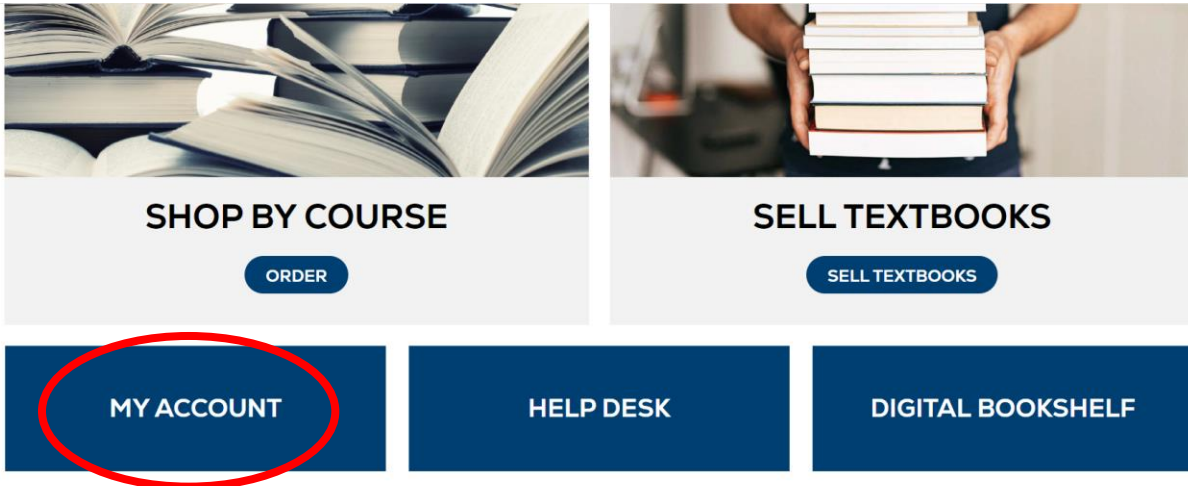 SHOP BY COURSE
ORDER
SELL TEXTBOOKS
SELL TEXTBOOKS
MY ACCOUNT
HELP DESK
DIGITAL BOOKSHELF